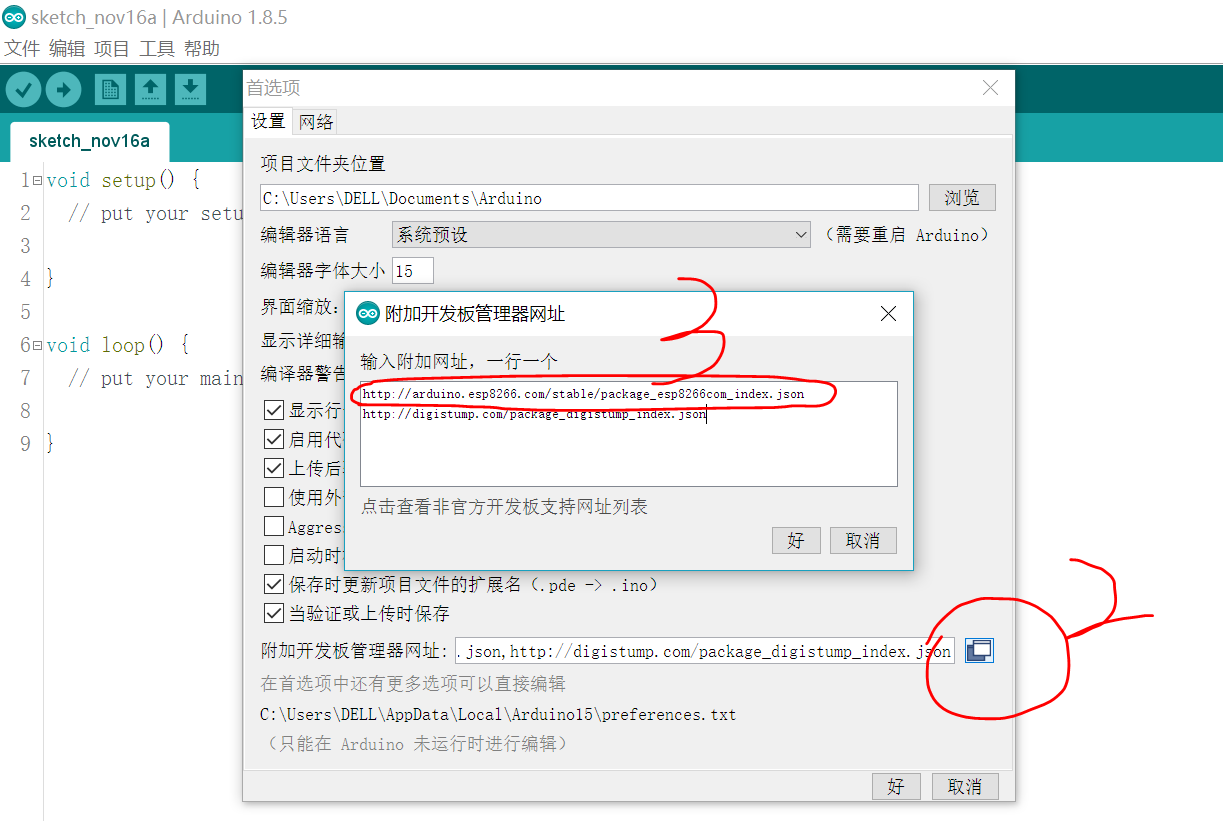 sketch_nov16a | Arduino 1.8.5
文件 编辑 项目 工具 帮助
sketch_nov16a
1 void setup() {
2 // put your setu
3
4 }
5
6 void loop() {
7 // put your main
8
9 }
首选项
设置 网络
项目文件夹位置
C:\Users\DELL\Documents\Arduino 浏览
编辑器语言 系统预设 （需要重启 Arduino）
编辑器字体大小 15
界面缩放:
显示详细输
编译器警告
显示行
启用代
上传后
使用外
Aggres
启动时
保存时更新项目文件的扩展名（.pde -> .ino）
当验证或上传时保存
附加开发板管理器网址: .json,http://digistump.com/package_digistump_index.json
在首选项中还有更多选项可以直接编辑
C:\Users\DELL\AppData\Local\Arduino15\preferences.txt
（只能在 Arduino 未运行时进行编辑）
好 取消
附加开发板管理器网址
输入附加网址，一行一个
http://arduino.esp8266.com/stable/package_esp8266com_index.json
http://digistump.com/package_digistump_index.json
点击查看非官方开发板支持网址列表
好 取消
3
2